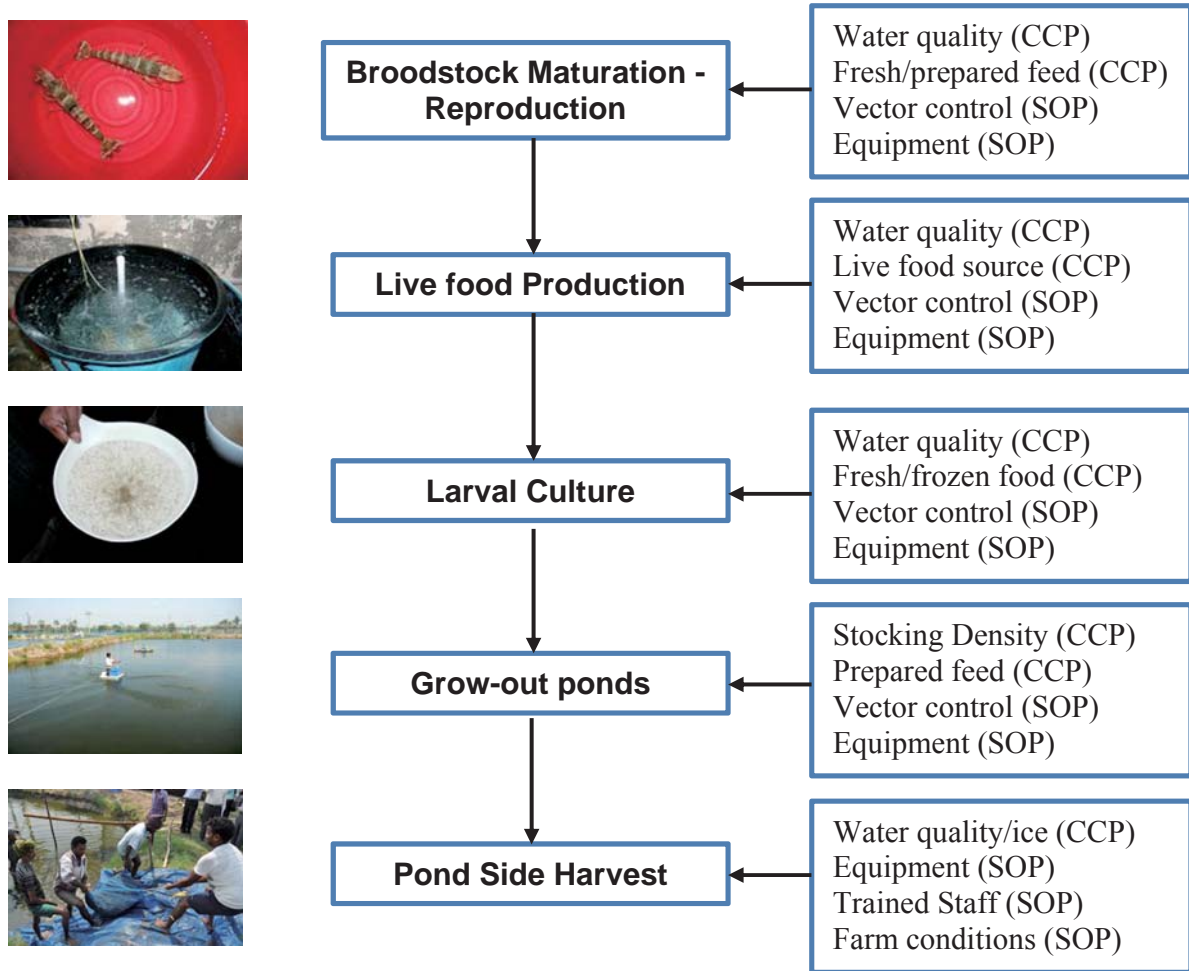 Broodstock Maturation -
Reproduction
Water quality (CCP)
Fresh/prepared feed (CCP)
Vector control (SOP)
Equipment (SOP)
Live food Production
Water quality (CCP)
Live food source (CCP)
Vector control (SOP)
Equipment (SOP)
Larval Culture
Water quality (CCP)
Fresh/frozen food (CCP)
Vector control (SOP)
Equipment (SOP)
Grow-out ponds
Stocking Density (CCP)
Prepared feed (CCP)
Vector control (SOP)
Equipment (SOP)
Pond Side Harvest
Water quality/ice (CCP)
Equipment (SOP)
Trained Staff (SOP)
Farm conditions (SOP)